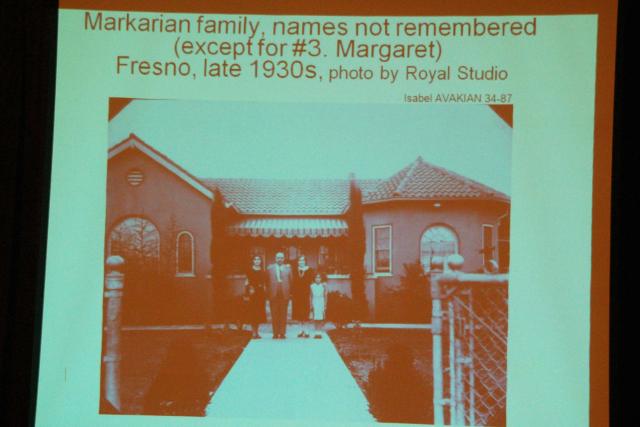 Markarian family, names not remembered
(except for #3. Margaret)
Fresno, late 1930s, photo by Royal Studio
Isabel AVAKIAN 34-87